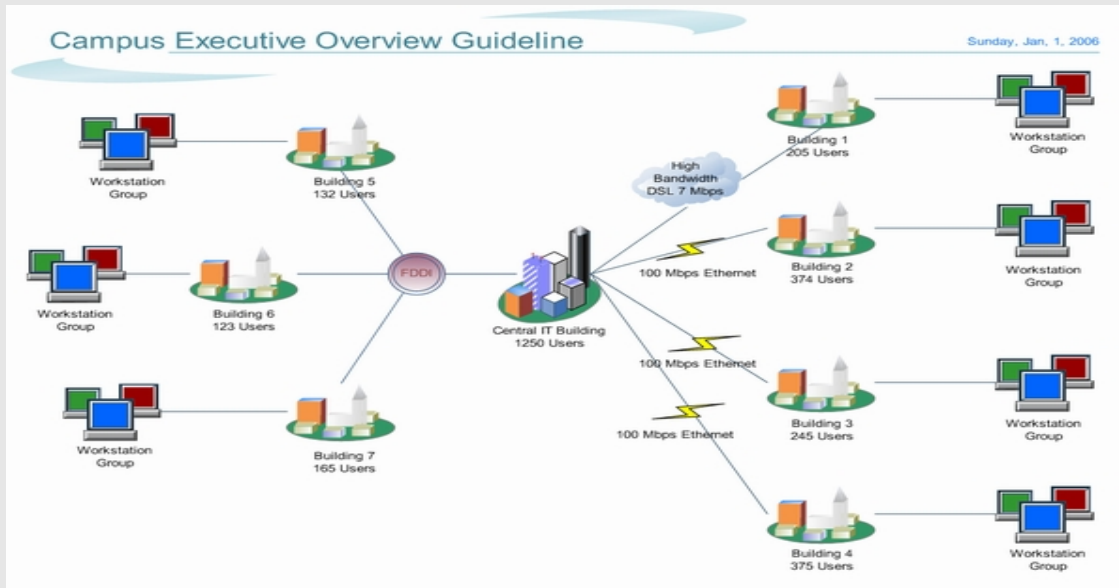 Campus Executive Overview Guideline
Sunday, Jan, 1, 2006
Workstation
Group
Building 5
132 Users
Workstation
Group
Building 6
123 Users
Workstation
Group
Building 7
165 Users
FDDI
Central IT Building
1250 Users
High
Bandwidth
DSL 7 Mbps
100 Mbps Ethernet
100 Mbps Ethernet
100 Mbps Ethernet
Building 1
205 Users
Workstation
Group
Building 2
374 Users
Workstation
Group
Building 3
245 Users
Workstation
Group
Building 4
375 Users
Workstation
Group